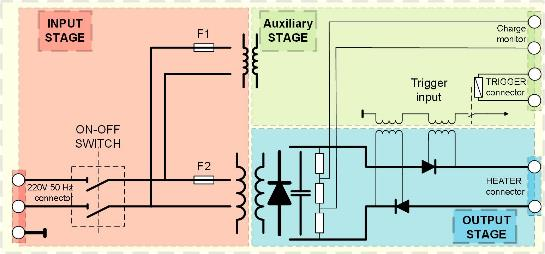 INPUT
STAGE
F1
Auxiliary
STAGE
Charge
monitor
Trigger
input
TRIGGER
connector
ON-OFF
SWITCH
F2
220V 50 Hz
connector
HEATER
connector
OUTPUT
STAGE